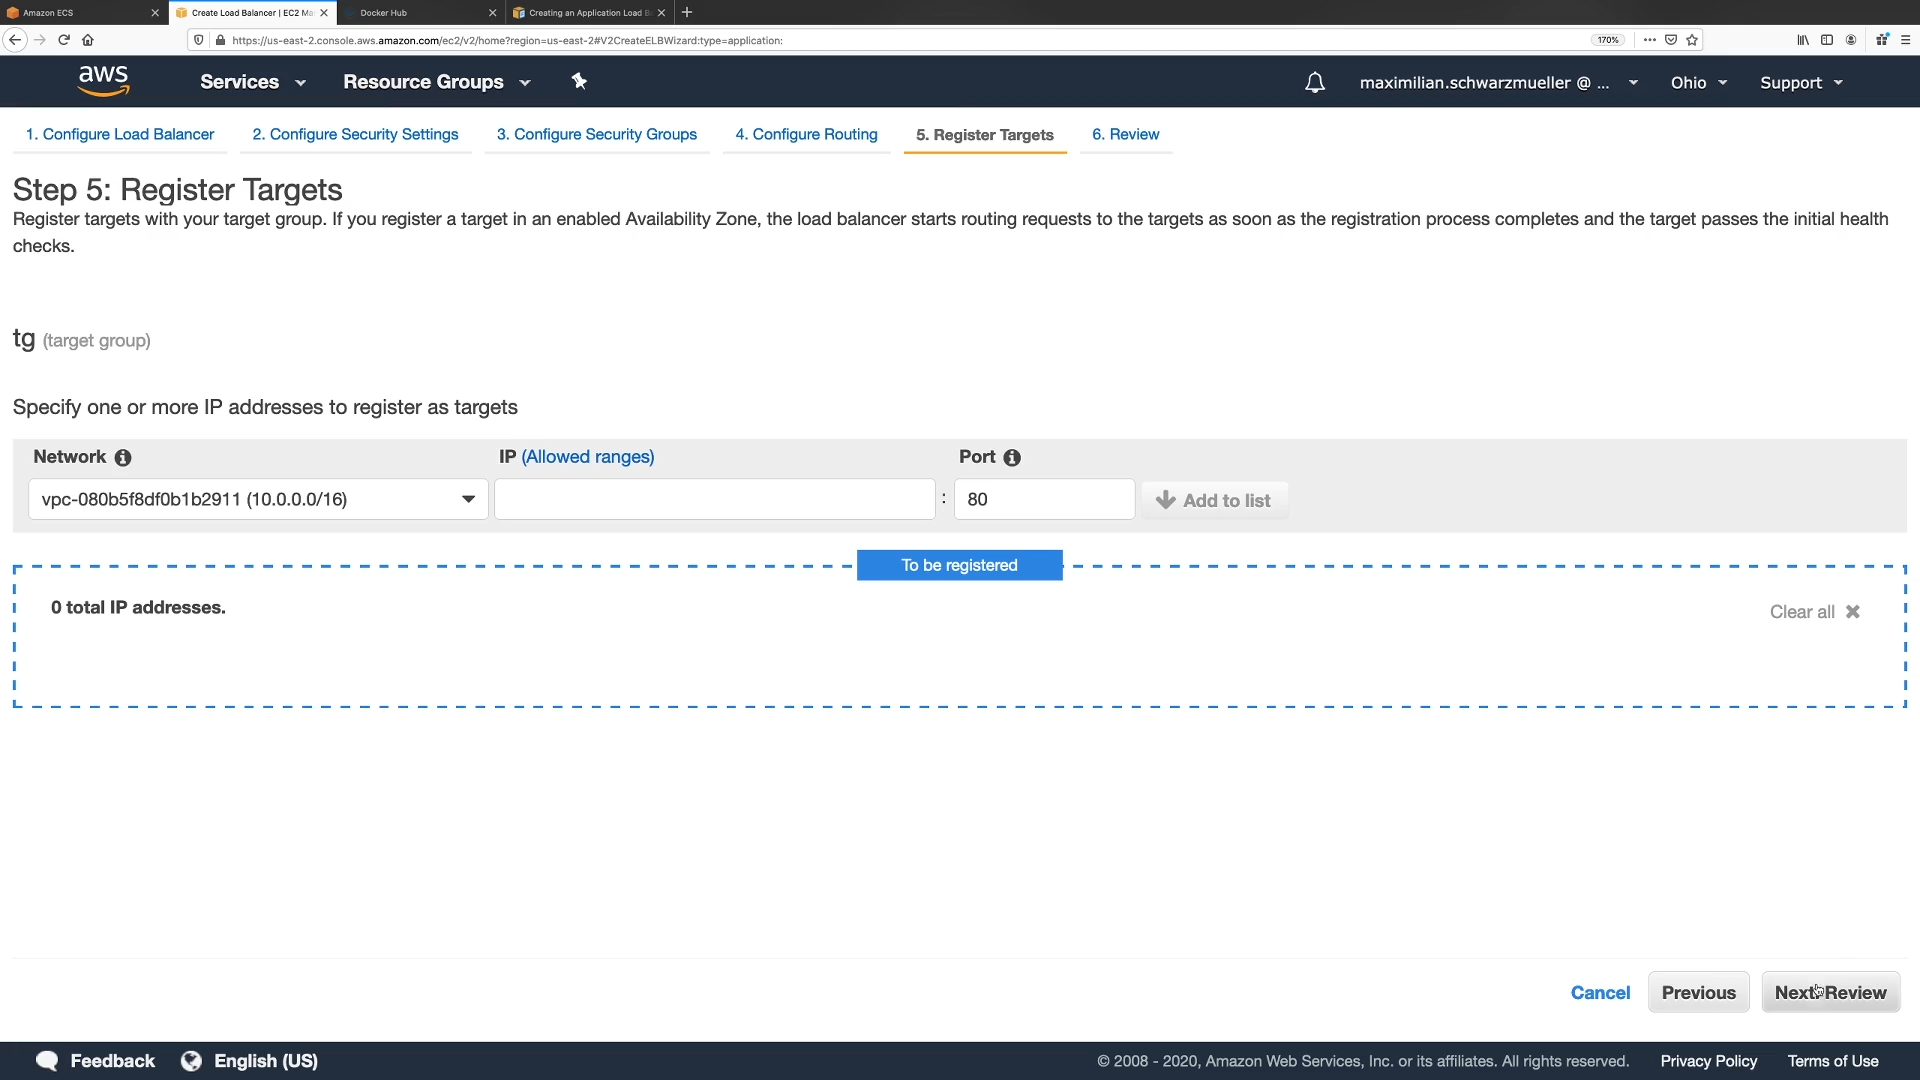 Amazon ECS
Create Load Balancer | EC2 Ma
Docker Hub
Creating an Application Load B
https://us-east-2.console.aws.amazon.com/ec2/v2/home?region=us-east-2#V2CreateELBWizard:type=application:
170%
aws
Services
Resource Groups
maximilian.schwarzmueller @ ...
Ohio
Support
1. Configure Load Balancer
2. Configure Security Settings
3. Configure Security Groups
4. Configure Routing
5. Register Targets
6. Review
Step 5: Register Targets
Register targets with your target group. If you register a target in an enabled Availability Zone, the load balancer starts routing requests to the targets as soon as the registration process completes and the target passes the initial health
checks.
tg (target group)
Specify one or more IP addresses to register as targets
Network
IP (Allowed ranges)
Port
vpc-080b5f8df0b1b2911 (10.0.0.0/16)
:
80
Add to list
To be registered
0 total IP addresses.
Clear all
Cancel
Previous
Next: Review
Feedback
English (US)
© 2008 - 2020, Amazon Web Services, Inc. or its affiliates. All rights reserved.
Privacy Policy
Terms of Use